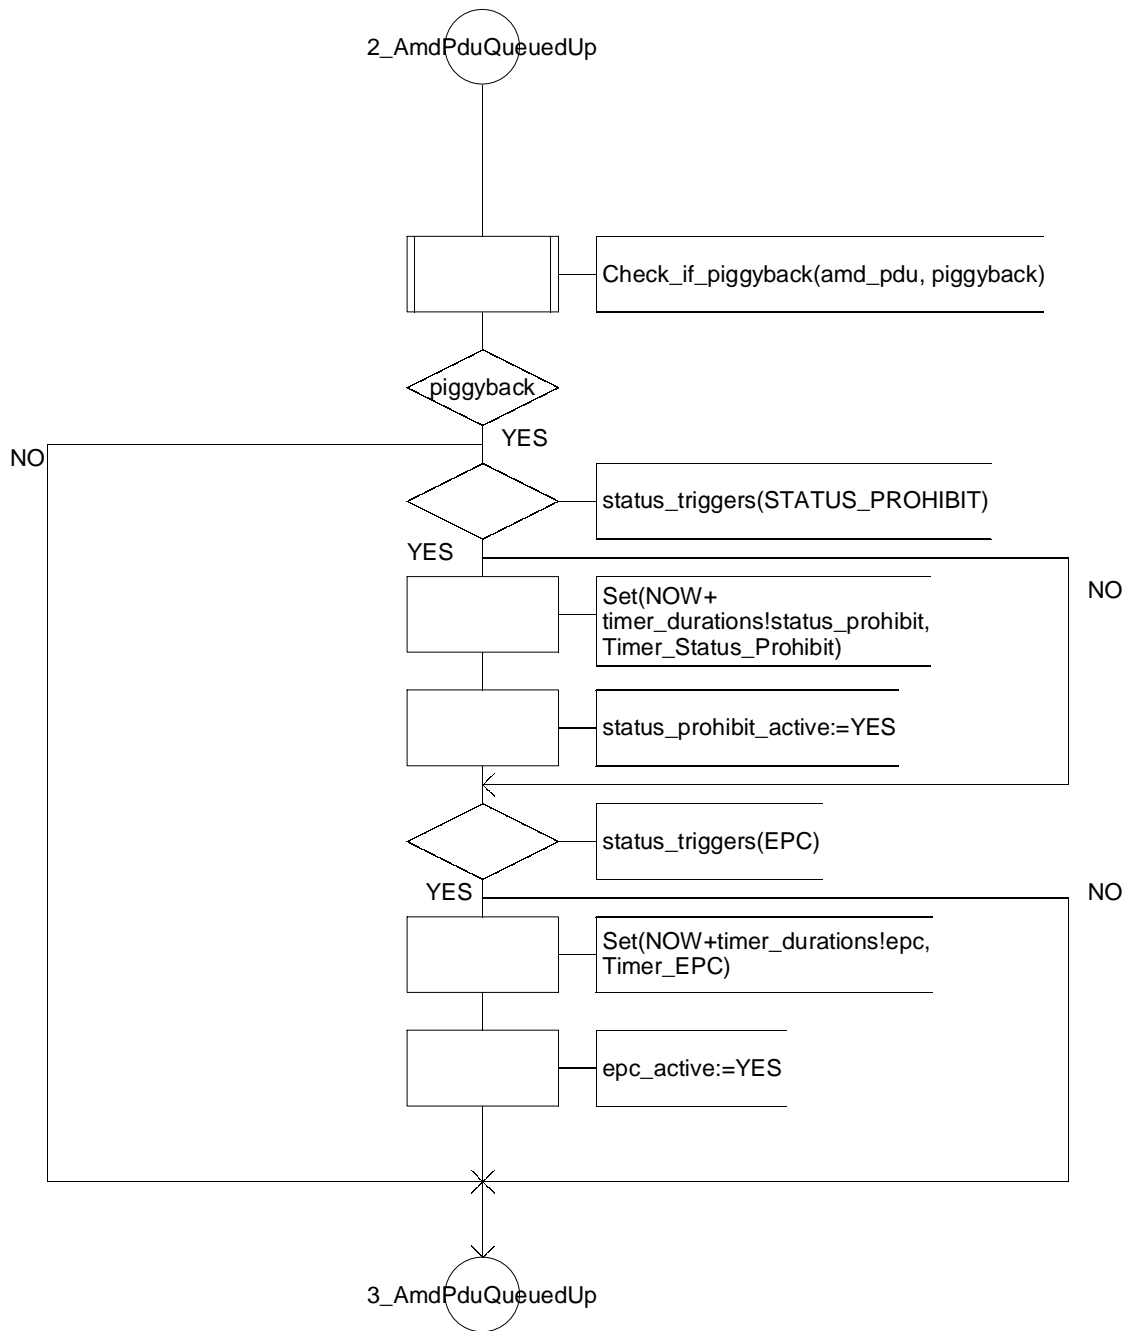 2_AmdPduQueuedUp
Check_if_piggyback(amd_pdu, piggyback)
piggyback
YES
NO
status_triggers(STATUS_PROHIBIT)
YES
NO
Set(NOW+
timer_durations!status_prohibit,
Timer_Status_Prohibit)
status_prohibit_active:=YES
status_triggers(EPC)
YES
NO
Set(NOW+timer_durations!epc,
Timer_EPC)
epc_active:=YES
3_AmdPduQueuedUp